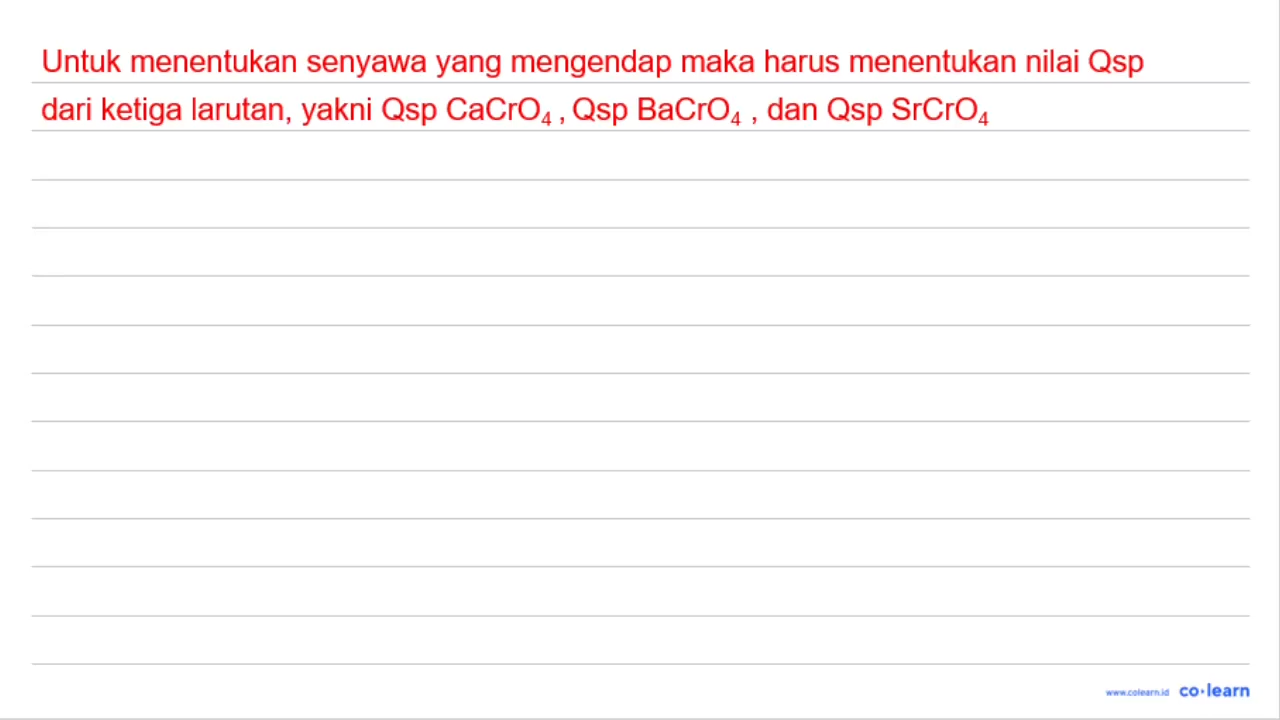 Untuk menentukan senyawa yang mengendap maka harus menentukan nilai Qsp
dari ketiga larutan, yakni Qsp CaCrO₄ , Qsp BaCrO₄ , dan Qsp SrCrO₄
www.colearn.id co·learn